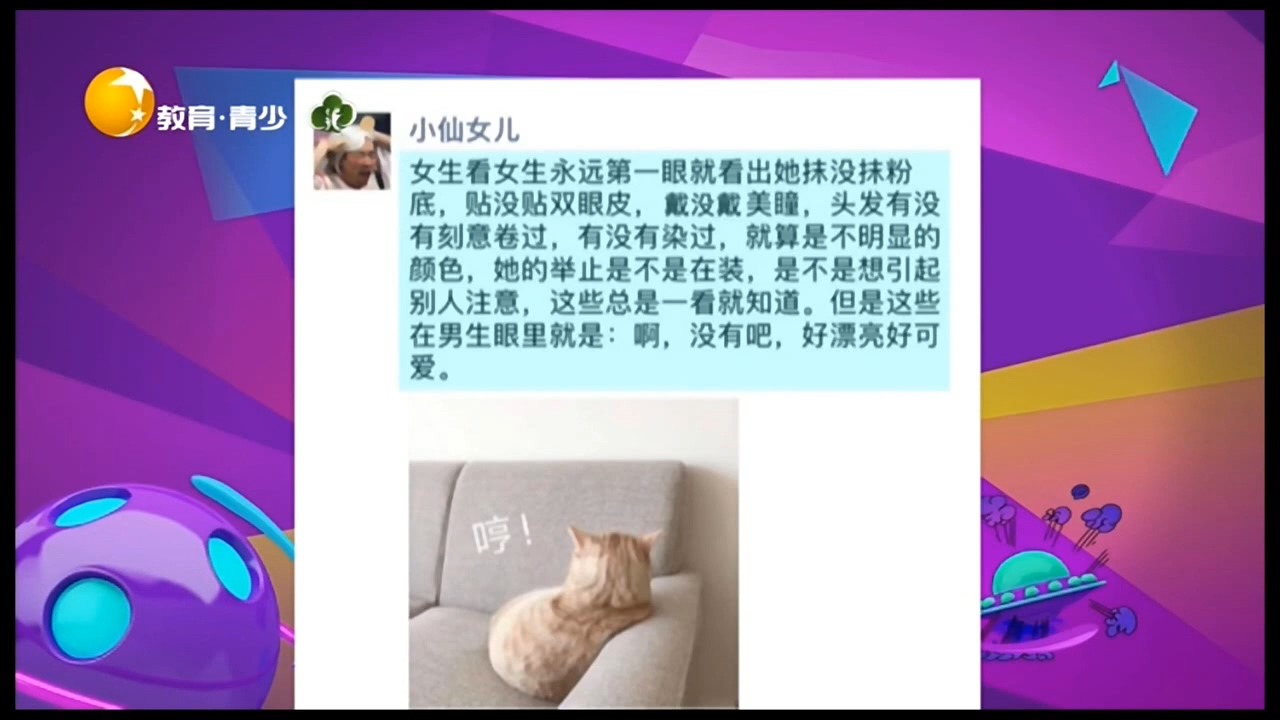 教育·青少
小仙女儿
女生看女生永远第一眼就看出她抹没抹粉
底，贴没贴双眼皮，戴没戴美瞳，头发有没
有刻意卷过，有没有染过，就算是不明显的
颜色，她的举止是不是在装，是不是想引起
别人注意，这些总是一看就知道。但是这些
在男生眼里就是：啊，没有吧，好漂亮好可
爱。
哼！